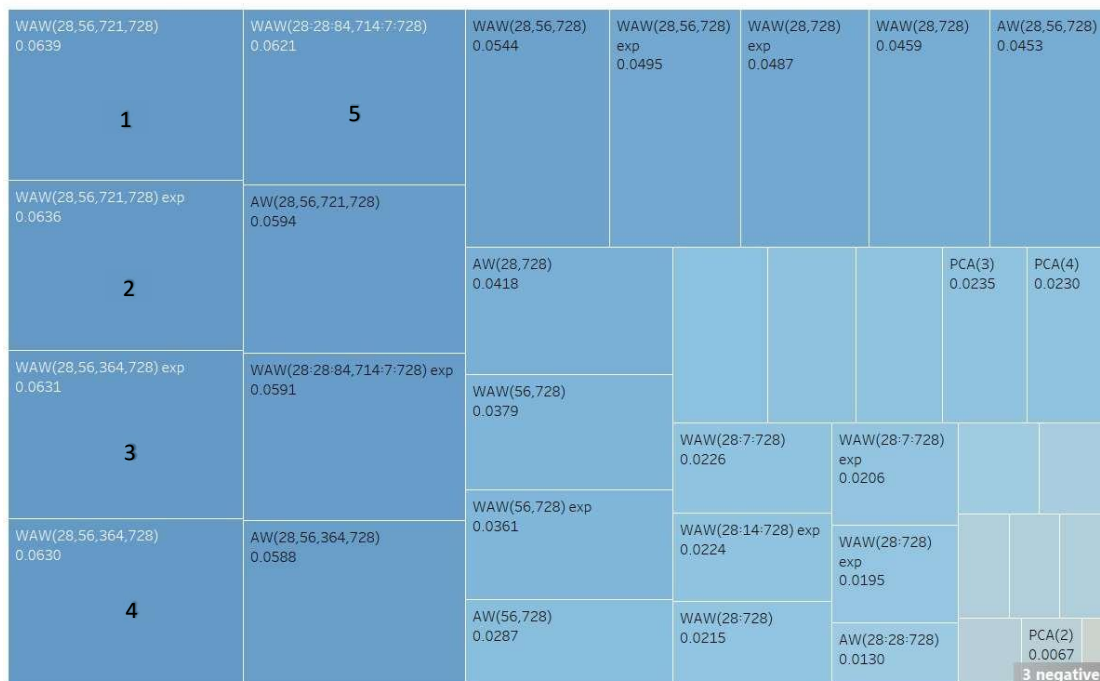 WAW(28,56,721,728)
0.0639
1
WAW(28,56,721,728) exp
0.0636
2
WAW(28,56,364,728) exp
0.0631
3
WAW(28,56,364,728)
0.0630
4
WAW(28:28:84,714:7:728)
0.0621
5
AW(28,56,721,728)
0.0594
WAW(28:28:84,714:7:728) exp
0.0591
AW(28,56,364,728)
0.0588
WAW(28,56,728)
0.0544
WAW(28,56,728)
exp
0.0495
WAW(28,728)
exp
0.0487
WAW(28,728)
0.0459
AW(28,56,728)
0.0453
AW(28,728)
0.0418
WAW(56,728)
0.0379
WAW(56,728) exp
0.0361
AW(56,728)
0.0287
PCA(3)
0.0235
PCA(4)
0.0230
WAW(28:7:728)
0.0226
WAW(28:14:728) exp
0.0224
WAW(28:728)
0.0215
WAW(28:7:728)
exp
0.0206
WAW(28:728)
exp
0.0195
AW(28:28:728)
0.0130
PCA(2)
0.0067
3 negative